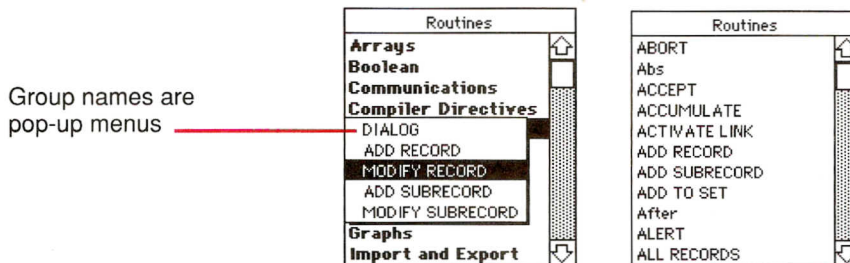 Group names are
pop-up menus
Routines
Arrays
Boolean
Communications
Compiler Directives
DIALOG
ADD RECORD
MODIFY RECORD
ADD SUBRECORD
MODIFY SUBRECORD
Graphs
Import and Export
Routines
ABORT
Abs
ACCEPT
ACCUMULATE
ACTIVATE LINK
ADD RECORD
ADD SUBRECORD
ADD TO SET
After
ALERT
ALL RECORDS